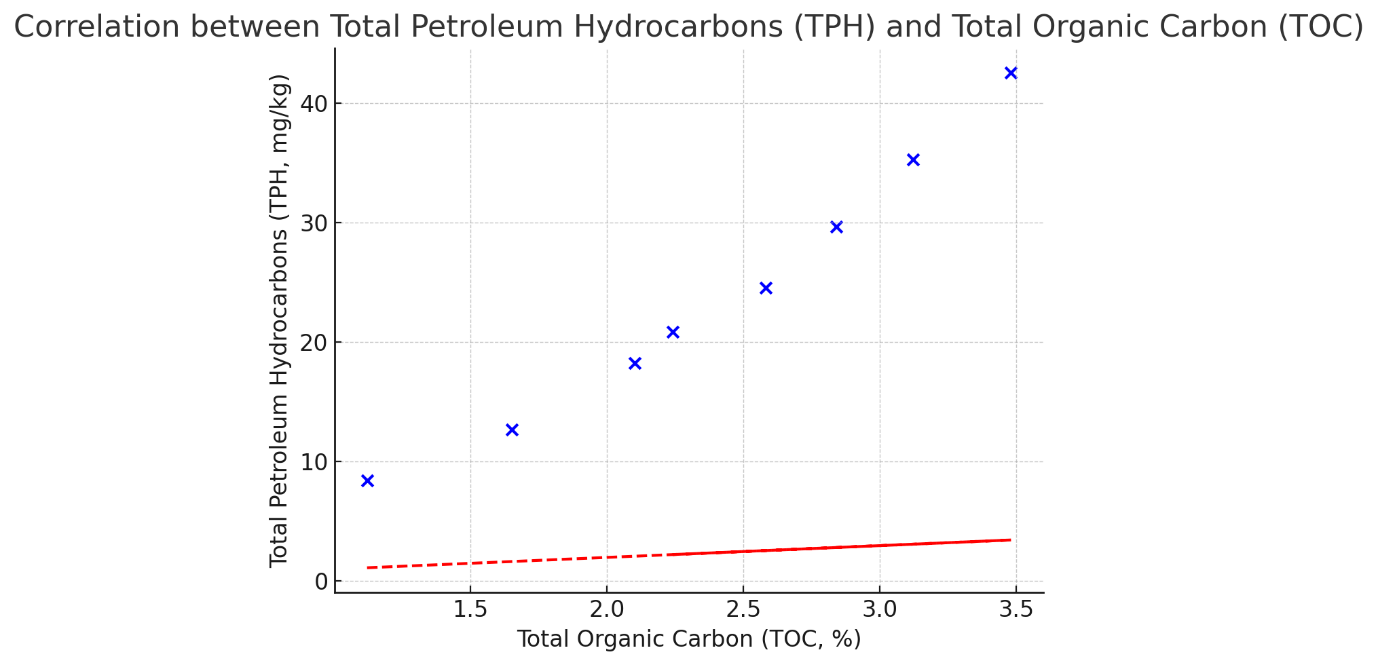 Correlation between Total Petroleum Hydrocarbons (TPH) and Total Organic Carbon (TOC)
Total Petroleum Hydrocarbons (TPH, mg/kg)
40
30
20
10
0
1.5 2.0 2.5 3.0 3.5
Total Organic Carbon (TOC, %)